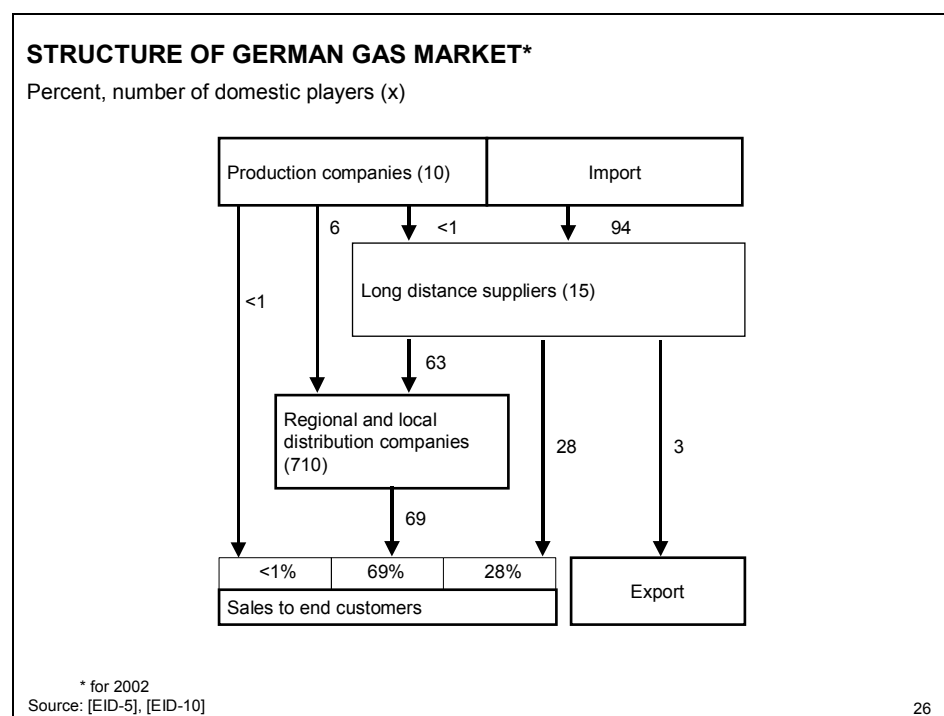 STRUCTURE OF GERMAN GAS MARKET*
Percent, number of domestic players (x)
Production companies (10)
Import
6
<1
94
<1
Long distance suppliers (15)
63
Regional and local
distribution companies
(710)
28
3
69
<1%
69%
28%
Sales to end customers
Export
* for 2002
Source: [EID-5], [EID-10]
26